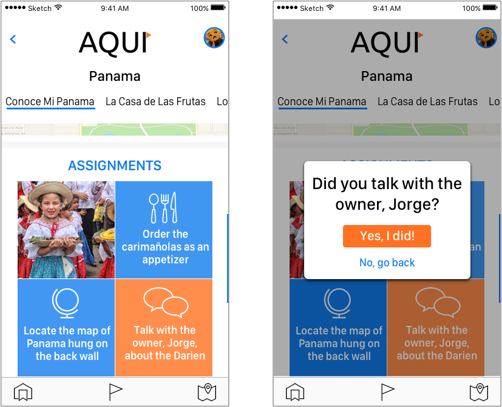 Sketch 9:41 AM 100%
AQUI
Panama
Conoce Mi Panama La Casa de Las Frutas Lo
ASSIGNMENTS
Order the
carimañolas as an
appetizer
Locate the map of
Panama hung on
the back wall
Talk with the
owner, Jorge,
about the Darien
Sketch 9:41 AM 100%
AQUI
Panama
Conoce Mi Panama La Casa de Las Frutas Lo
ASSIGNMENTS
Did you talk with the
owner, Jorge?
Yes, I did!
No, go back
an
Locate the map of
Panama hung on
the back wall
Talk with the
owner, Jorge,
about the Darien